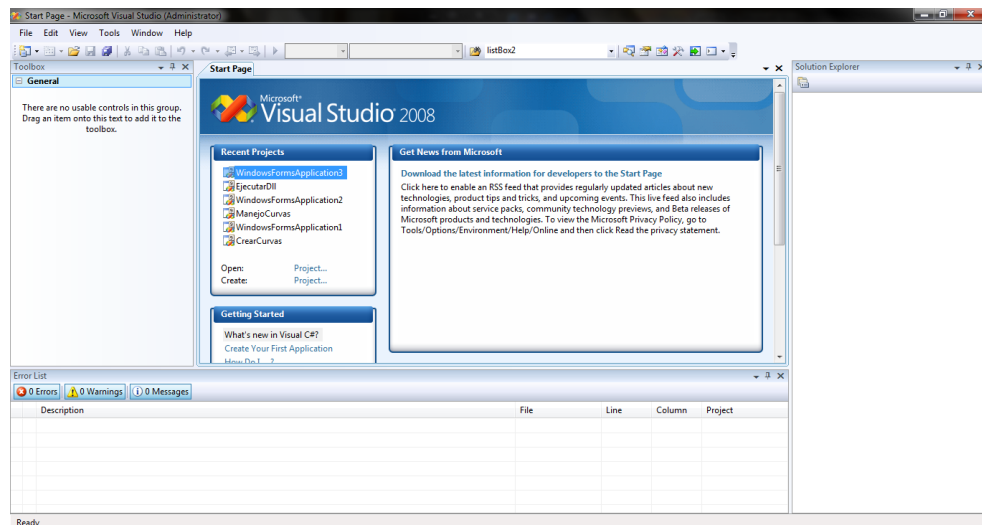 Start Page - Microsoft Visual Studio (Administrator)
File Edit View Tools Window Help
listBox2
Toolbox
General
There are no usable controls in this group.
Drag an item onto this text to add it to the
toolbox.
Start Page
Microsoft®
Visual Studio® 2008
Recent Projects
WindowsFormsApplication3
EjecutarDll
WindowsFormsApplication2
ManejoCurvas
WindowsFormsApplication1
CrearCurvas
Open: Project...
Create: Project...
Getting Started
What's new in Visual C#?
Create Your First Application
How Do I ...?
Get News from Microsoft
Download the latest information for developers to the Start Page
Click here to enable an RSS feed that provides regularly updated articles about new
technologies, product tips and tricks, and upcoming events. This live feed also includes
information about service packs, community technology previews, and Beta releases of
Microsoft products and technologies. To view the Microsoft Privacy Policy, go to
Tools/Options/Environment/Help/Online and then click Read the privacy statement.
Solution Explorer
Error List
0 Errors 0 Warnings 0 Messages
Description File Line Column Project
Ready